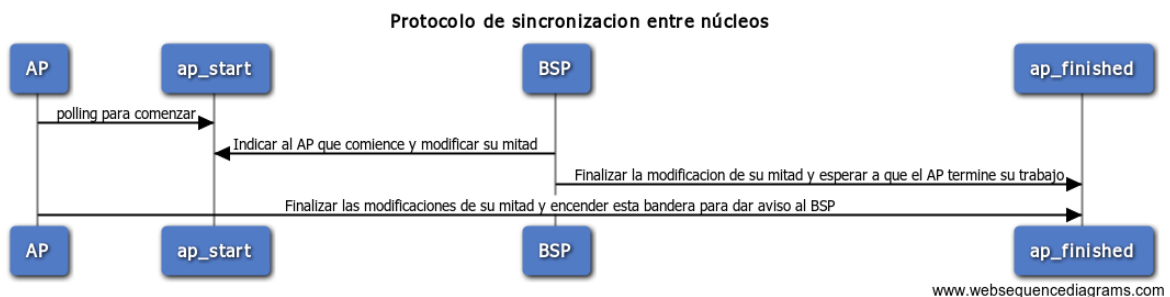 Protocolo de sincronizacion entre núcleos
AP ap_start BSP ap_finished
polling para comenzar
Indicar al AP que comience y modificar su mitad
Finalizar la modificacion de su mitad y esperar a que el AP termine su trabajo
Finalizar las modificaciones de su mitad y encender esta bandera para dar aviso al BSP
AP ap_start BSP ap_finished
www.websequencediagrams.com